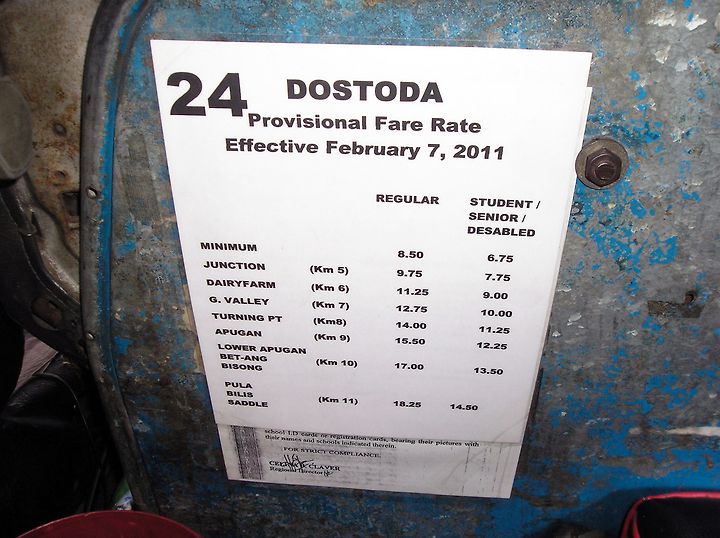 24 DOSTODA
Provisional Fare Rate
Effective February 7, 2011
REGULAR STUDENT /
SENIOR /
DESABLED
MINIMUM 8.50 6.75
JUNCTION (Km 5) 9.75 7.75
DAIRYFARM (Km 6) 11.25 9.00
G. VALLEY (Km 7) 12.75 10.00
TURNING PT (Km8) 14.00 11.25
APUGAN (Km 9) 15.50 12.25
LOWER APUGAN
BET-ANG (Km 10) 17.00 13.50
BISONG
PULA
BILIS
SADDLE (Km 11) 18.25 14.50
school I.D cards or registration cards, bearing their pictures with
their names and schools indicated therein.
FOR STRICT COMPLIANCE.
CLAVER
Regional Director